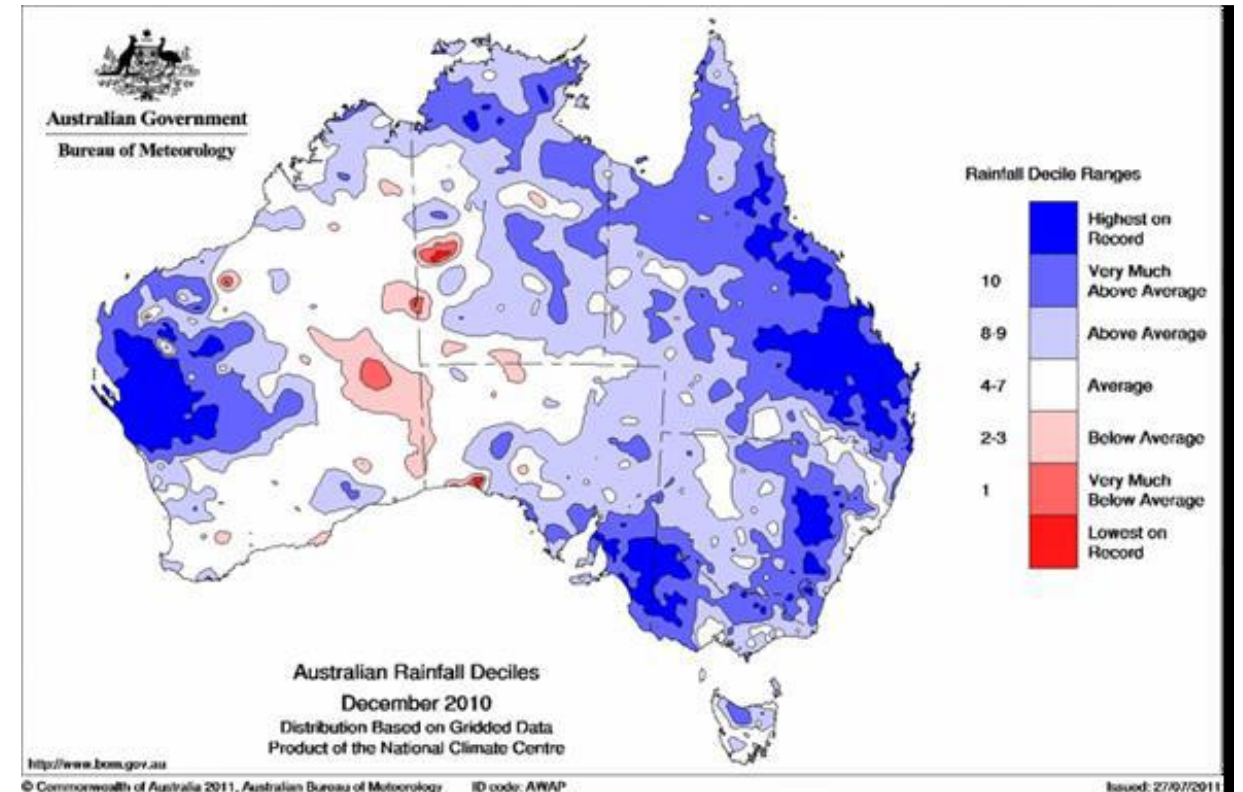 Australian Government
Bureau of Meteorology
Rainfall Decile Ranges
Highest on
Record
10
Very Much
Above Average
8-9
Above Average
4-7
Average
2-3
Below Average
1
Very Much
Below Average
Lowest on
Record
Australian Rainfall Deciles
December 2010
Distribution Based on Gridded Data
Product of the National Climate Centre
http://www.bom.gov.au
© Commonwealth of Australia 2011, Australian Bureau of Meteorology ID code: AWAP Issued: 27/07/2011